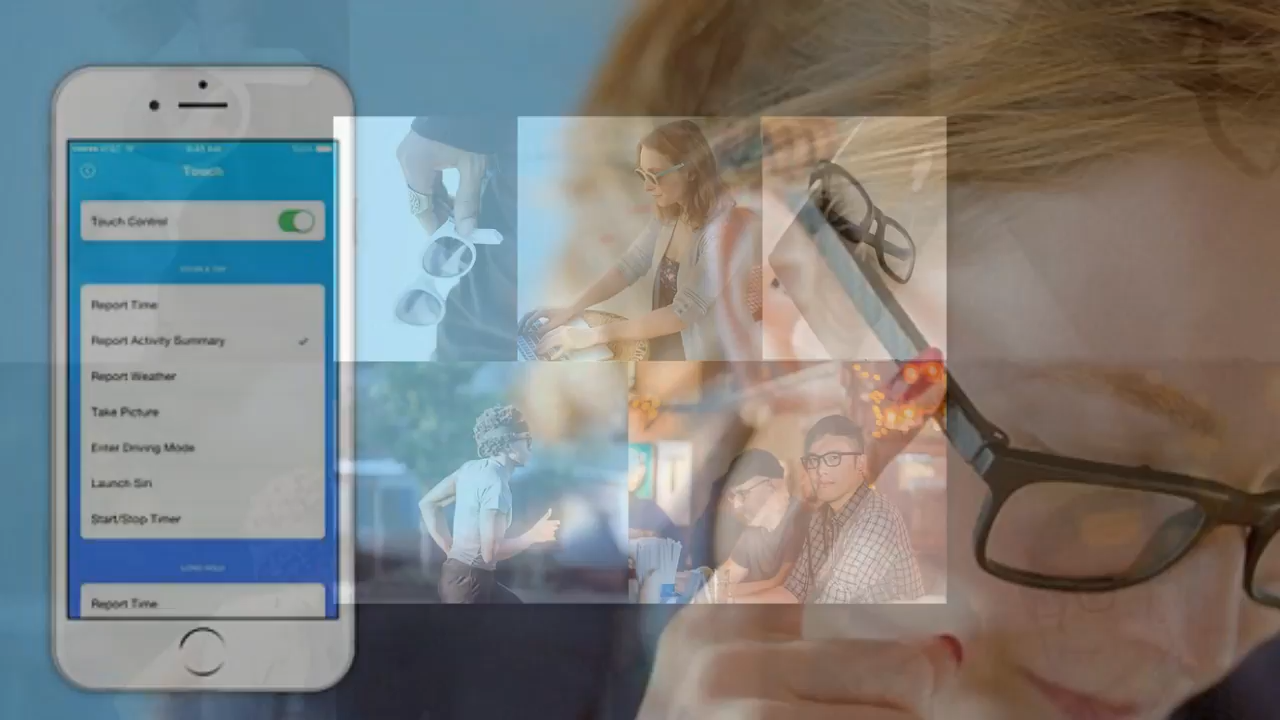 Touch
Touch Control
Report Time
Report Activity Summary
Report Weather
Take Picture
Enter Driving Mode
Launch Siri
Start/Stop Timer
Report Time